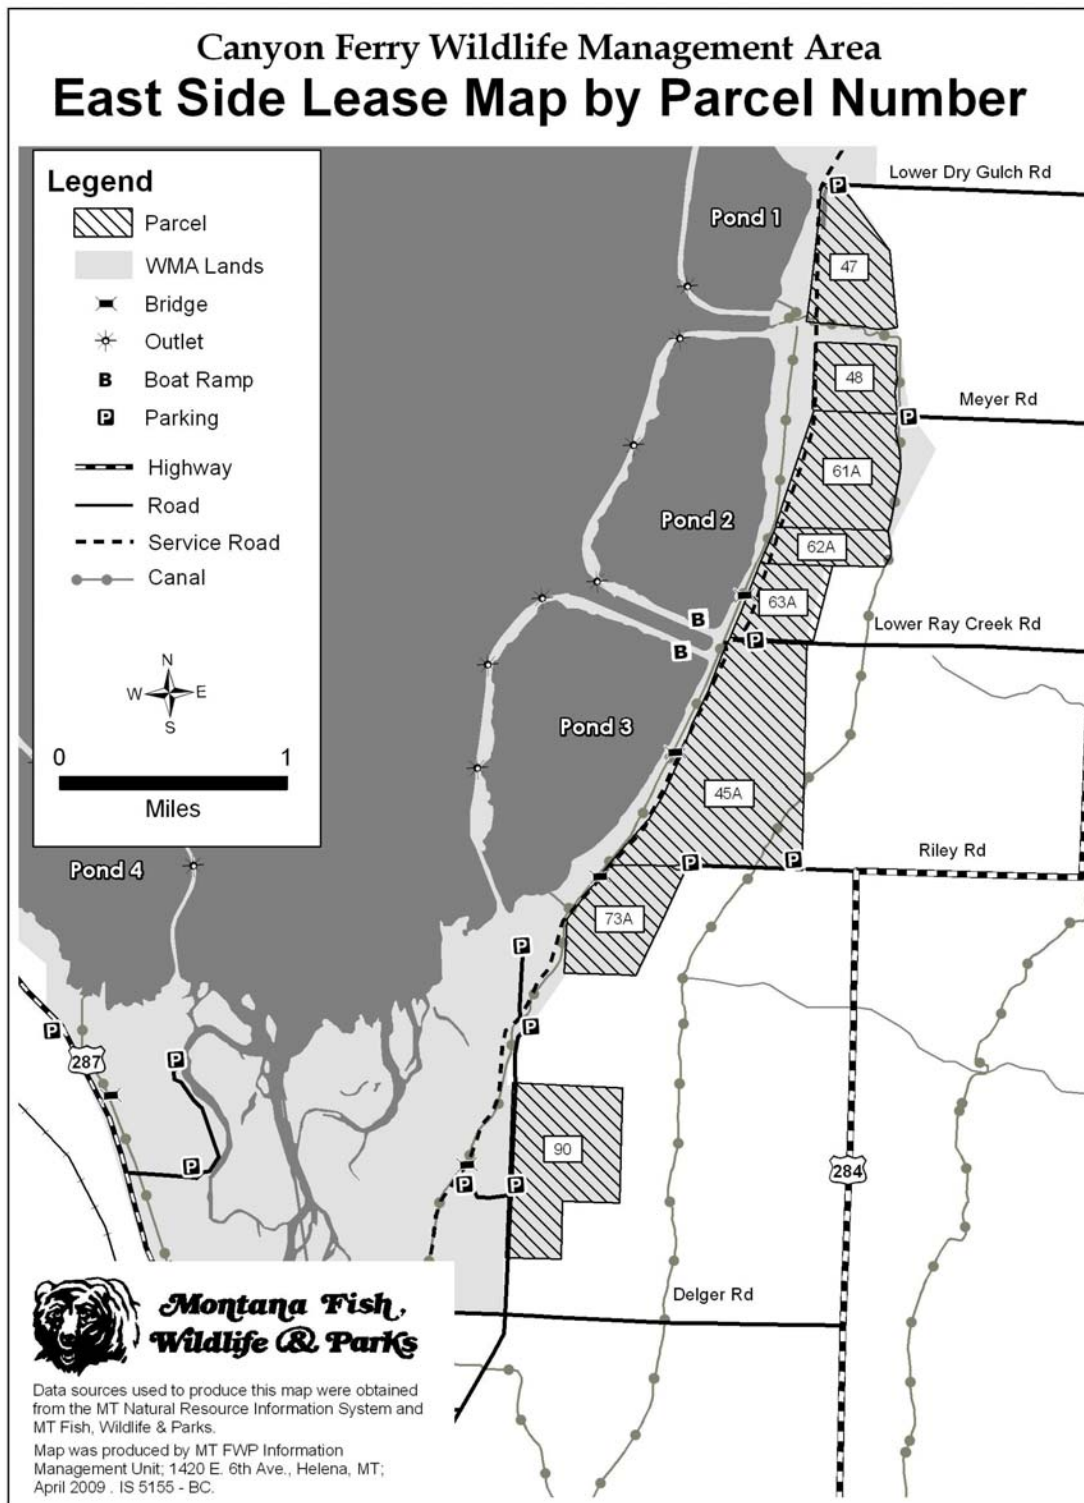 Canyon Ferry Wildlife Management Area
East Side Lease Map by Parcel Number
Legend
Parcel
WMA Lands
Bridge
Outlet
B Boat Ramp
P Parking
Highway
Road
Service Road
Canal
N
W E
S
0 1
Miles
Lower Dry Gulch Rd
P
Pond 1
47
48
Meyer Rd
P
61A
Pond 2
62A
63A
B
Lower Ray Creek Rd
P
B
Pond 3
45A
Riley Rd
P
P
Pond 4
73A
P
P
P
287
P
90
P
P
P
284
Delger Rd
Montana Fish,
Wildlife & Parks
Data sources used to produce this map were obtained
from the MT Natural Resource Information System and
MT Fish, Wildlife & Parks.
Map was produced by MT FWP Information
Management Unit; 1420 E. 6th Ave., Helena, MT;
April 2009 . IS 5155 - BC.